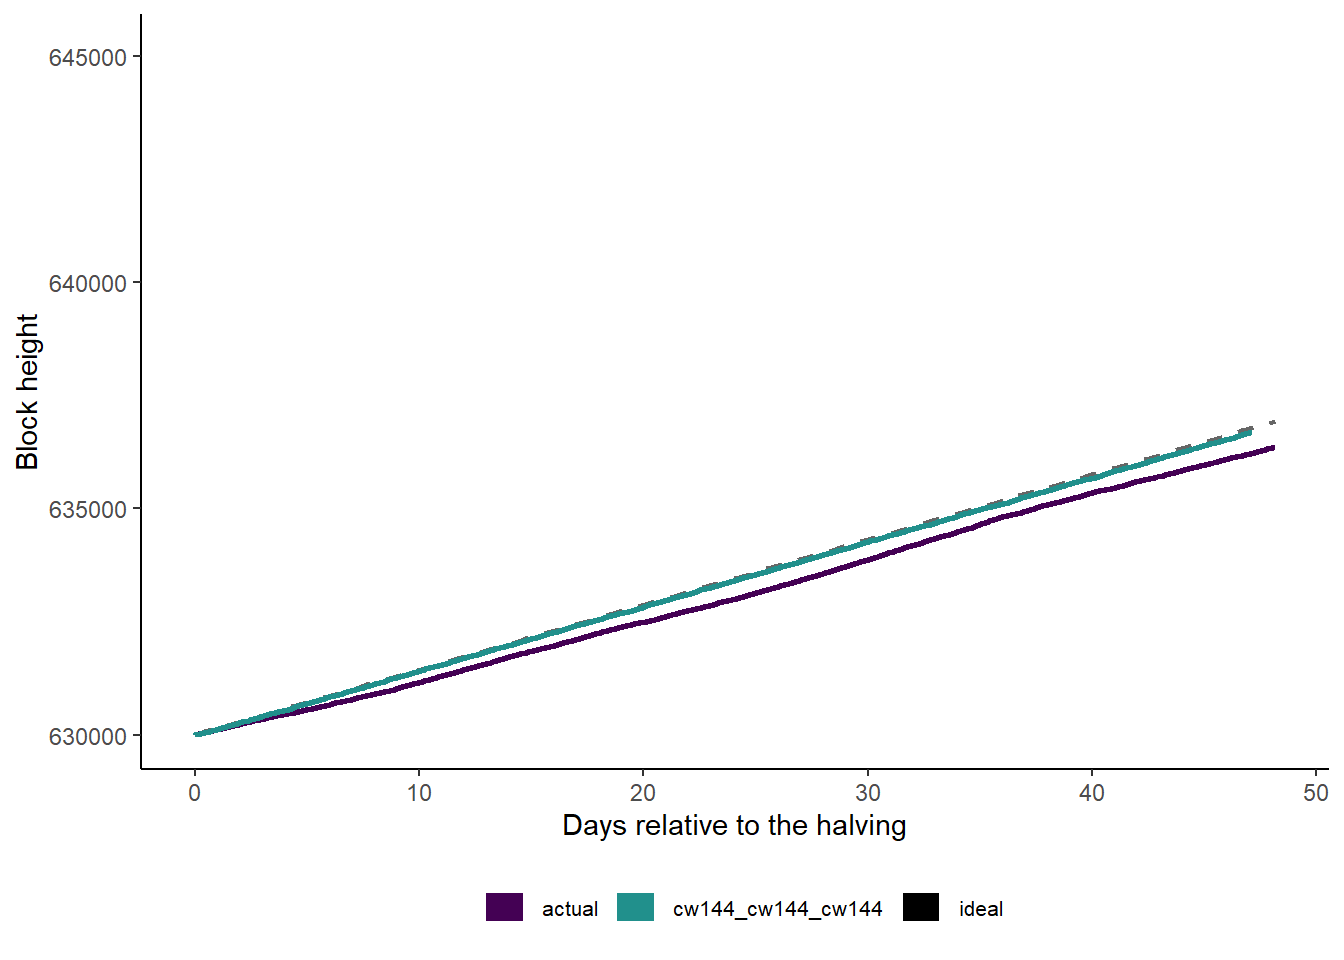 645000
640000
635000
630000
Block height
0 10 20 30 40 50
Days relative to the halving
actual cw144_cw144_cw144 ideal